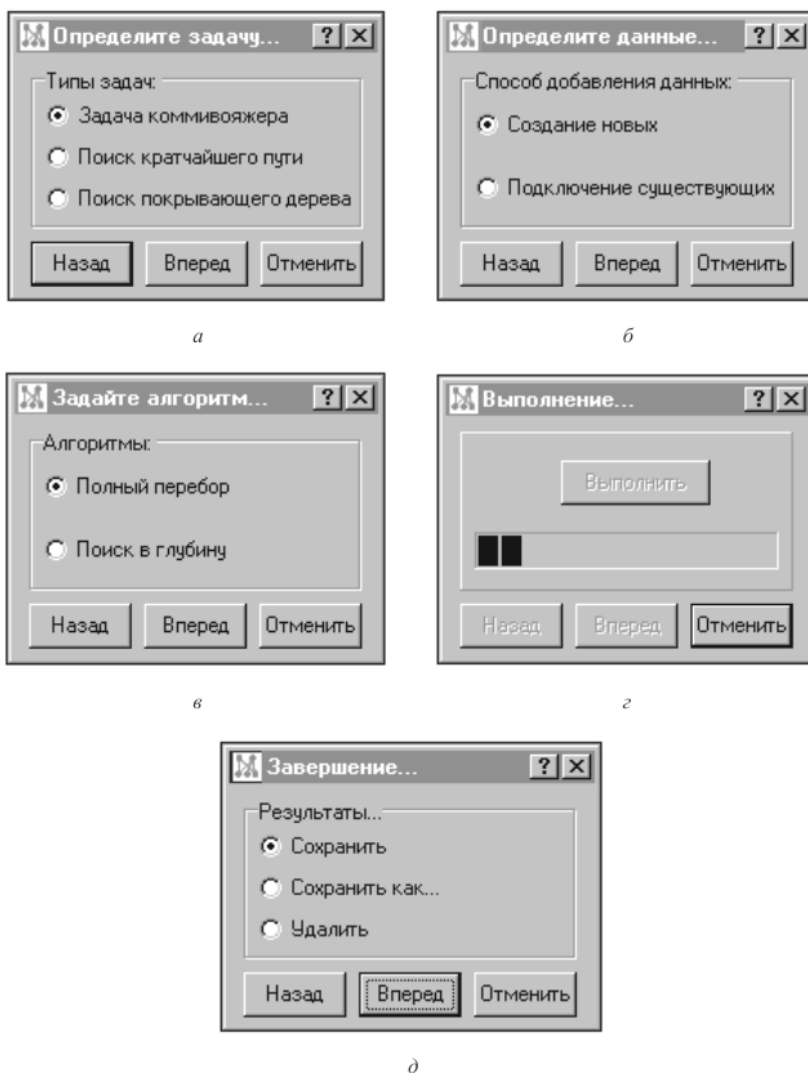 Определите задачу... ? ×
Типы задач:
Задача коммивояжера
Поиск кратчайшего пути
Поиск покрывающего дерева
Назад Вперед Отменить
а
Определите данные... ? ×
Способ добавления данных:
Создание новых
Подключение существующих
Назад Вперед Отменить
б
Задайте алгоритм... ? ×
Алгоритмы:
Полный перебор
Поиск в глубину
Назад Вперед Отменить
в
Выполнение... ? ×
Выполнить
Назад Вперед Отменить
г
Завершение... ? ×
Результаты...
Сохранить
Сохранить как...
Удалить
Назад Вперед Отменить
д